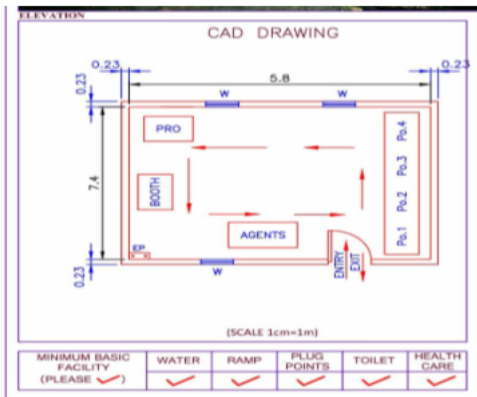 ELEVATION
CAD DRAWING
0.23
5.8
0.23
0.23
W
W
PRO
Po.4
Po.3
7.4
BOOTH
Po.2
AGENTS
Po.1
EP
ENTRY
EXIT
0.23
W
(SCALE 1cm=1m)
MINIMUM BASIC
FACILITY
(PLEASE ✓)
WATER
RAMP
PLUG
POINTS
TOILET
HEALTH
CARE
✓ ✓ ✓ ✓ ✓